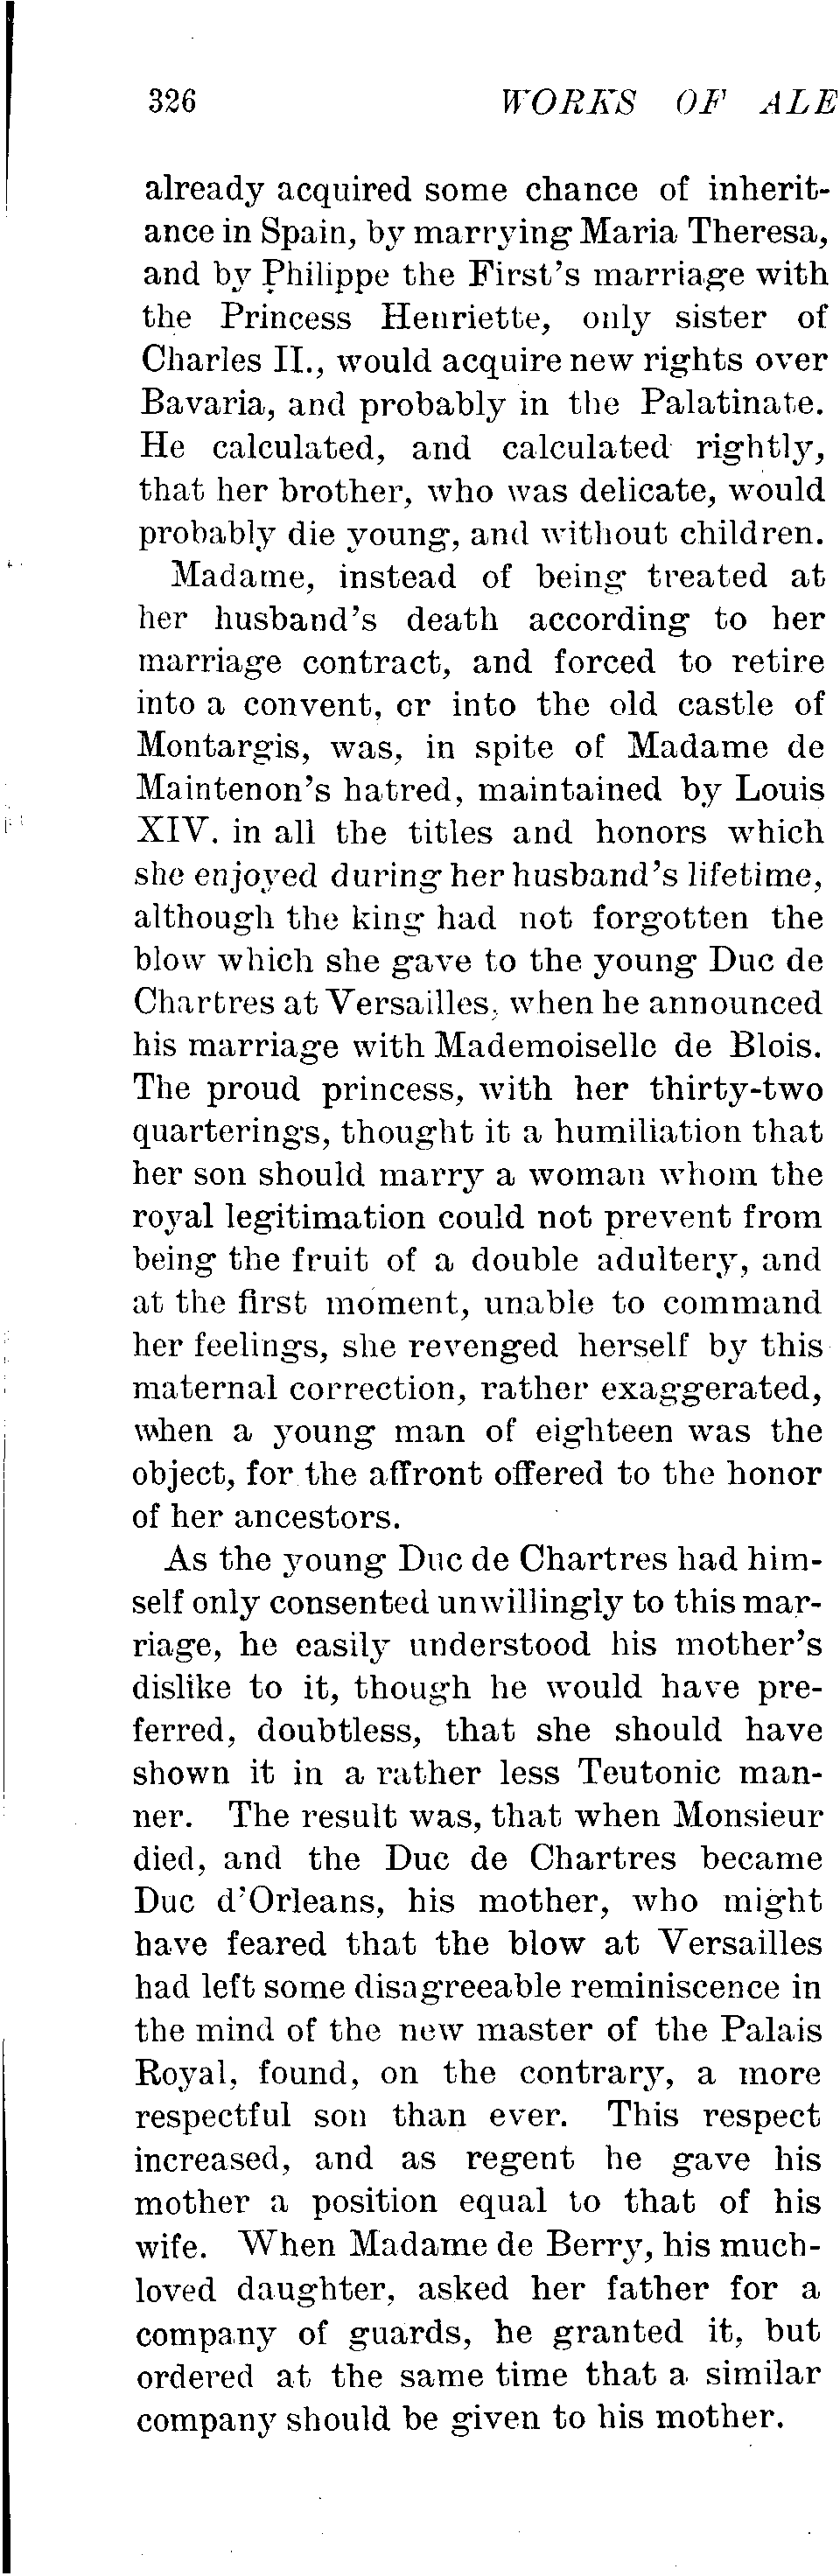 326 WORKS OF ALE
already acquired some chance of inherit-
ance in Spain, by marrying Maria Theresa,
and by Philippe the First's marriage with
the Princess Henriette, only sister of
Charles II., would acquire new rights over
Bavaria, and probably in the Palatinate.
He calculated, and calculated rightly,
that her brother, who was delicate, would
probably die young, and without children.
Madame, instead of being treated at
her husband's death according to her
marriage contract, and forced to retire
into a convent, or into the old castle of
Montargis, was, in spite of Madame de
Maintenon's hatred, maintained by Louis
XIV. in all the titles and honors which
she enjoyed during her husband's lifetime,
although the king had not forgotten the
blow which she gave to the young Duc de
Chartres at Versailles, when he announced
his marriage with Mademoiselle de Blois.
The proud princess, with her thirty-two
quarterings, thought it a humiliation that
her son should marry a woman whom the
royal legitimation could not prevent from
being the fruit of a double adultery, and
at the first moment, unable to command
her feelings, she revenged herself by this
maternal correction, rather exaggerated,
when a young man of eighteen was the
object, for the affront offered to the honor
of her ancestors.
As the young Duc de Chartres had him-
self only consented unwillingly to this mar-
riage, he easily understood his mother's
dislike to it, though he would have pre-
ferred, doubtless, that she should have
shown it in a rather less Teutonic man-
ner. The result was, that when Monsieur
died, and the Duc de Chartres became
Duc d'Orleans, his mother, who might
have feared that the blow at Versailles
had left some disagreeable reminiscence in
the mind of the new master of the Palais
Royal, found, on the contrary, a more
respectful son than ever. This respect
increased, and as regent he gave his
mother a position equal to that of his
wife. When Madame de Berry, his much-
loved daughter, asked her father for a
company of guards, he granted it, but
ordered at the same time that a similar
company should be given to his mother.